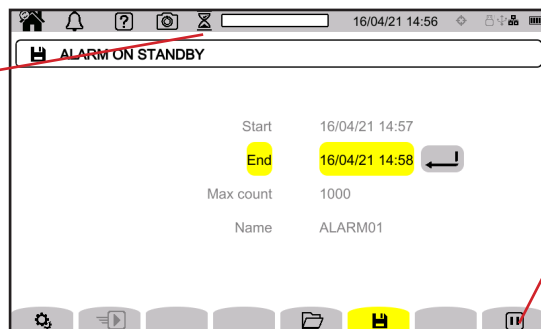 16/04/21 14:56
ALARM ON STANDBY
Start 16/04/21 14:57
End 16/04/21 14:58
Max count 1000
Name ALARM01